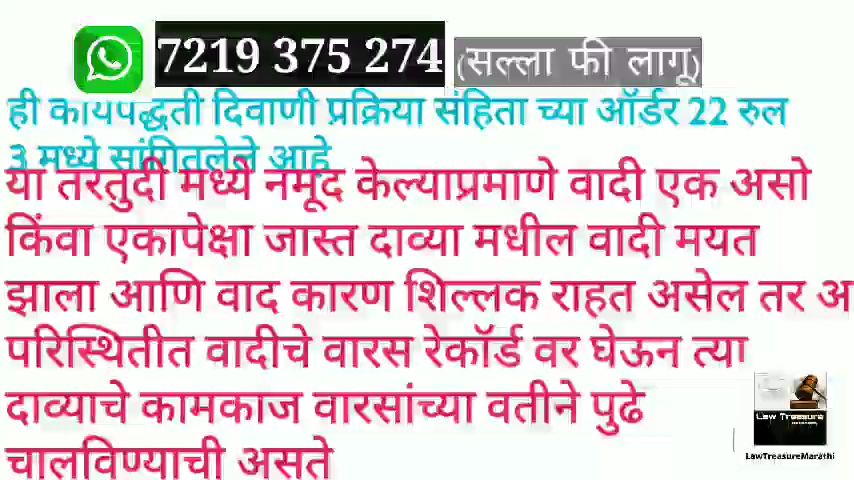 7219 375 274 (सल्ला फी लागू)
ही कार्यपद्धती दिवाणी प्रक्रिया संहिता च्या ऑर्डर 22 रुल
3 मध्ये सांगितलेले आहे
या तरतुदी मध्ये नमूद केल्याप्रमाणे वादी एक असो
किंवा एकापेक्षा जास्त दाव्या मधील वादी मयत
झाला आणि वाद कारण शिल्लक राहत असेल तर अ
परिस्थितीत वादीचे वारस रेकॉर्ड वर घेऊन त्या
दाव्याचे कामकाज वारसांच्या वतीने पुढे
चालविण्याची असते
Law Treasure
LawTreasureMarathi